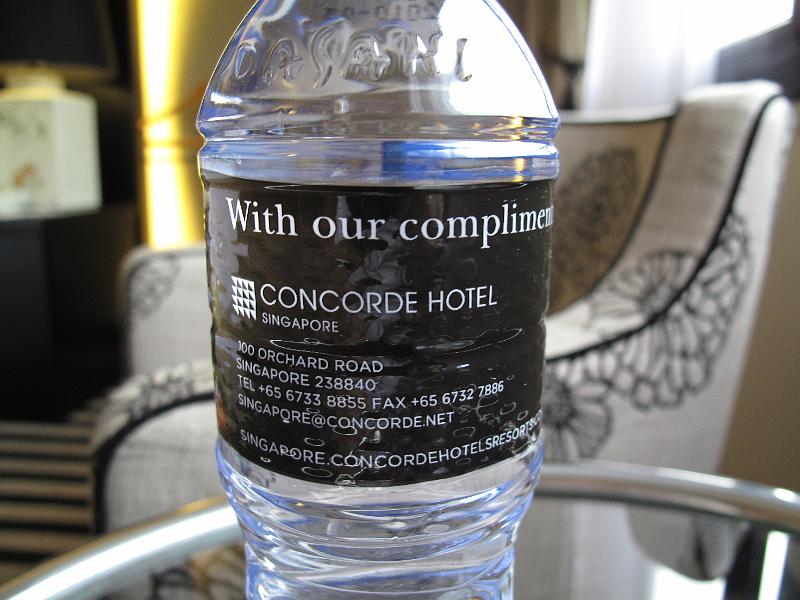 DASANI
With our complimen
CONCORDE HOTEL
SINGAPORE
100 ORCHARD ROAD
SINGAPORE 238840
TEL +65 6733 8855 FAX +65 6732 7886
SINGAPORE@CONCORDE.NET
SINGAPORE.CONCORDEHOTELSRESORTS